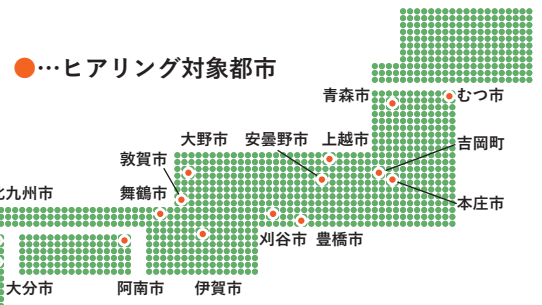 ●…ヒアリング対象都市
青森市
むつ市
大野市
安曇野市
上越市
吉岡町
敦賀市
北九州市
舞鶴市
本庄市
刈谷市
豊橋市
大分市
阿南市
伊賀市